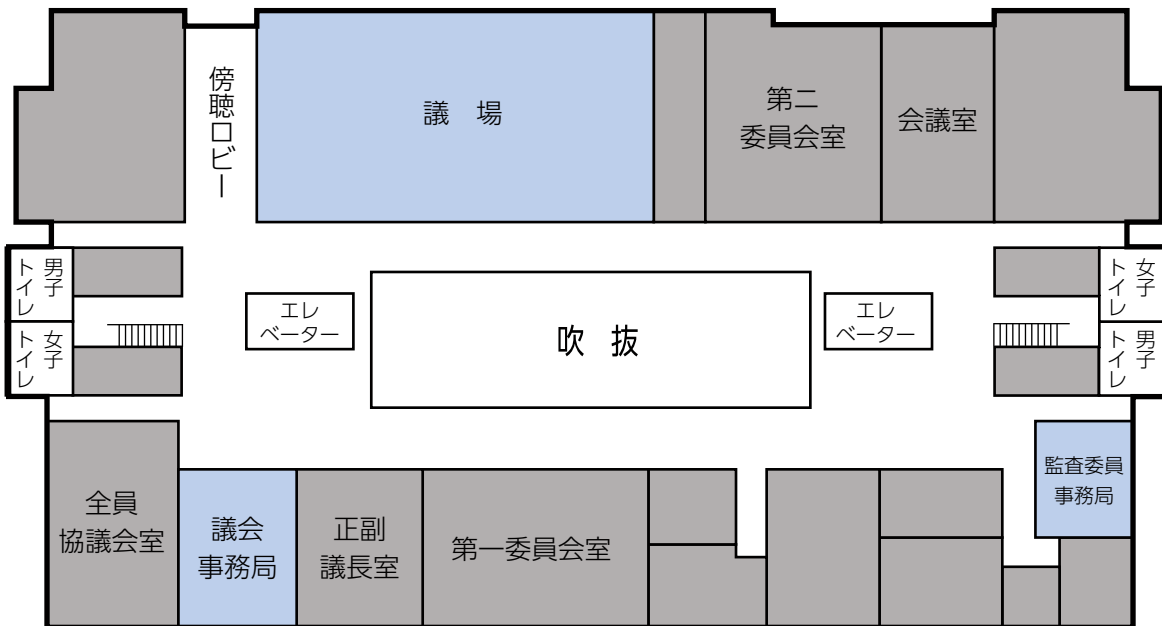 傍聴ロビー
議　場
第二
委員会室
会議室
男子
トイレ
女子
トイレ
エレ
ベーター
吹　抜
エレ
ベーター
女子
トイレ
男子
トイレ
全員
協議会室
議会
事務局
正副
議長室
第一委員会室
監査委員
事務局